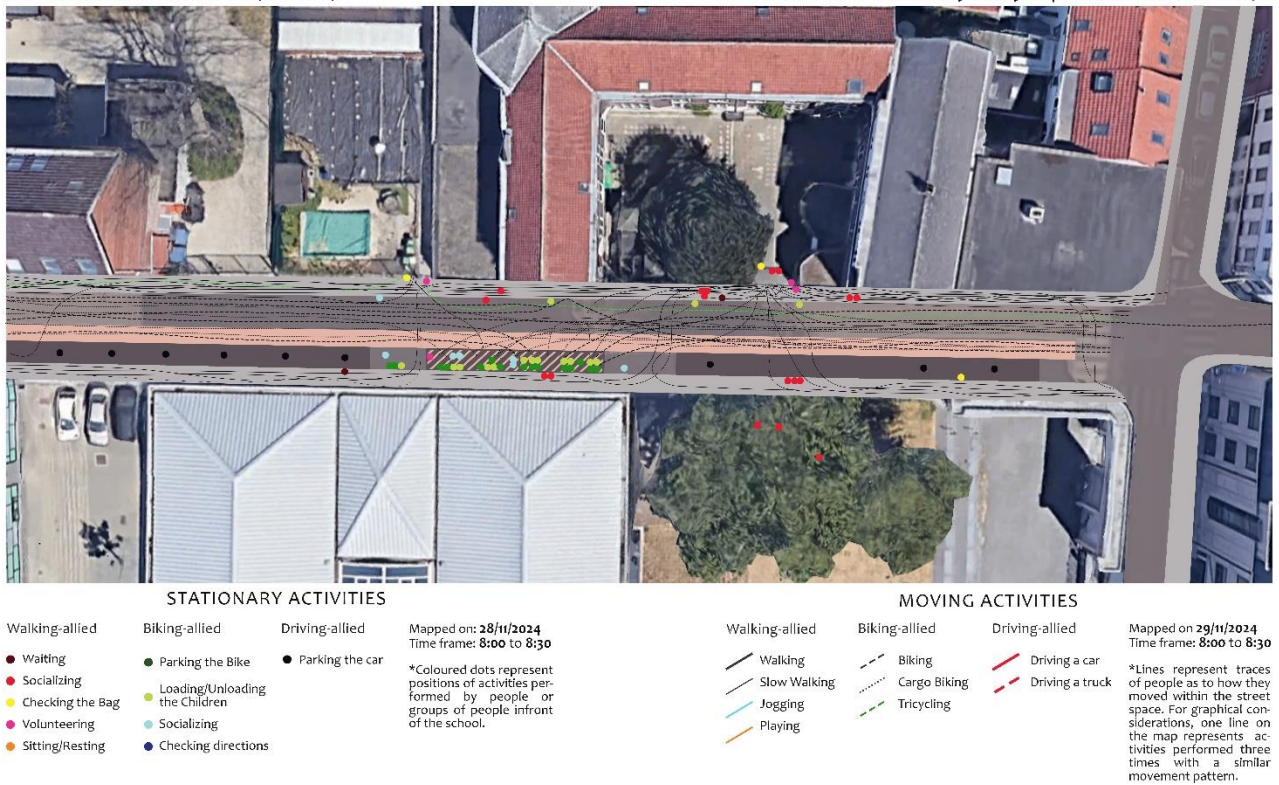 STATIONARY ACTIVITIES
Walking-allied
Waiting
Socializing
Checking the Bag
Volunteering
Sitting/Resting
Biking-allied
Parking the Bike
Loading/Unloading
the Children
Socializing
Checking directions
Driving-allied
Parking the car
Mapped on: 28/11/2024
Time frame: 8:00 to 8:30
*Coloured dots represent
positions of activities per-
formed by people or
groups of people infront
of the school.
MOVING ACTIVITIES
Walking-allied
Walking
Slow Walking
Jogging
Playing
Biking-allied
Biking
Cargo Biking
Tricycling
Driving-allied
Driving a car
Driving a truck
Mapped on 29/11/2024
Time frame: 8:00 to 8:30
*Lines represent traces
of people as to how they
moved within the street
space. For graphical con-
siderations, one line on
the map represents ac-
tivities performed three
times with a similar
movement pattern.